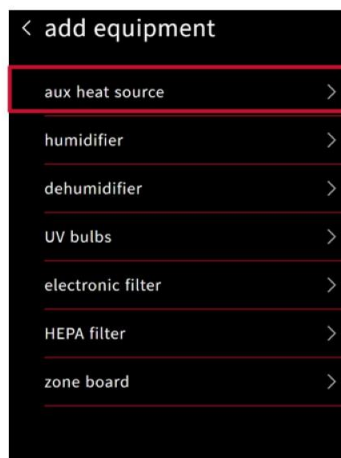 add equipment
aux heat source
humidifier
dehumidifier
UV bulbs
electronic filter
HEPA filter
zone board